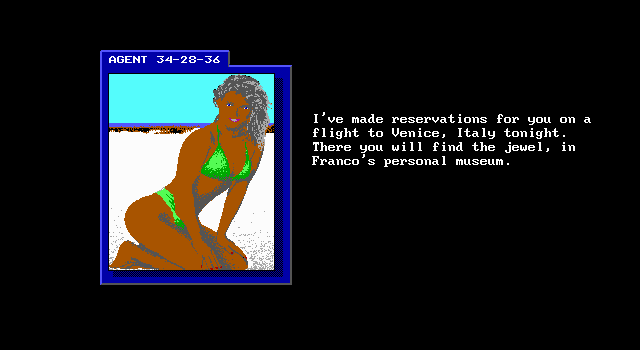 AGENT 34-28-36
I've made reservations for you on a
flight to Venice, Italy tonight.
There you will find the jewel, in
Franco's personal museum.